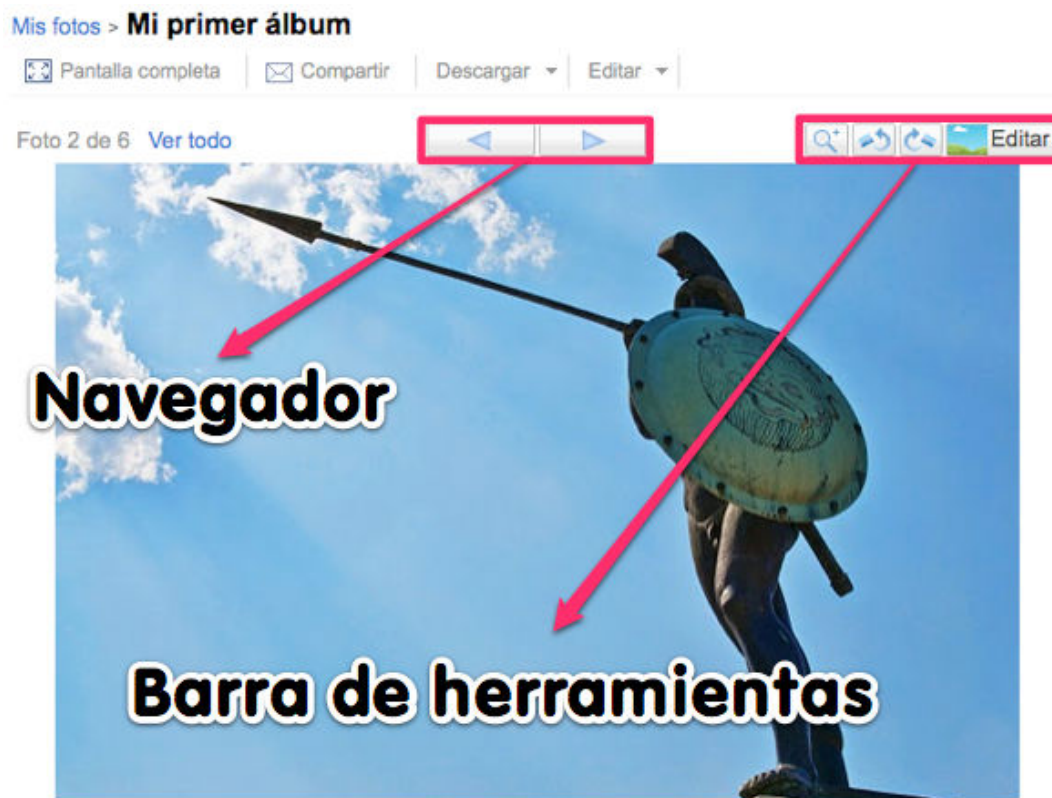 Mis fotos > Mi primer álbum
Pantalla completa Compartir Descargar Editar
Foto 2 de 6 Ver todo Editar
Navegador
Barra de herramientas